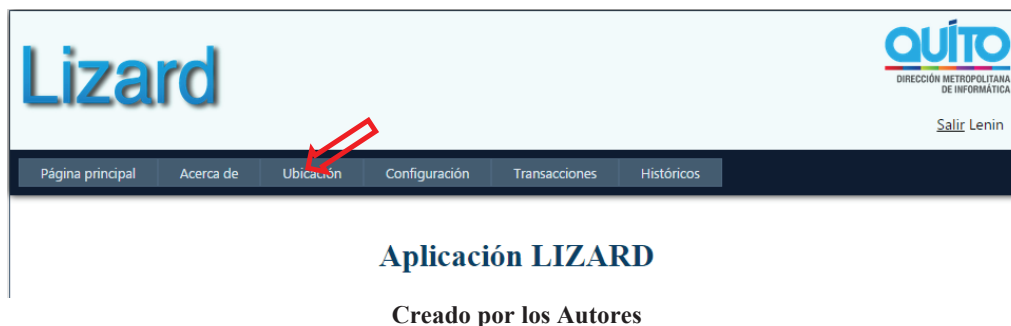 Lizard
QUITO
DIRECCIÓN METROPOLITANA
DE INFORMÁTICA
Salir Lenin
Página principal Acerca de Ubicación Configuración Transacciones Históricos
Aplicación LIZARD
Creado por los Autores